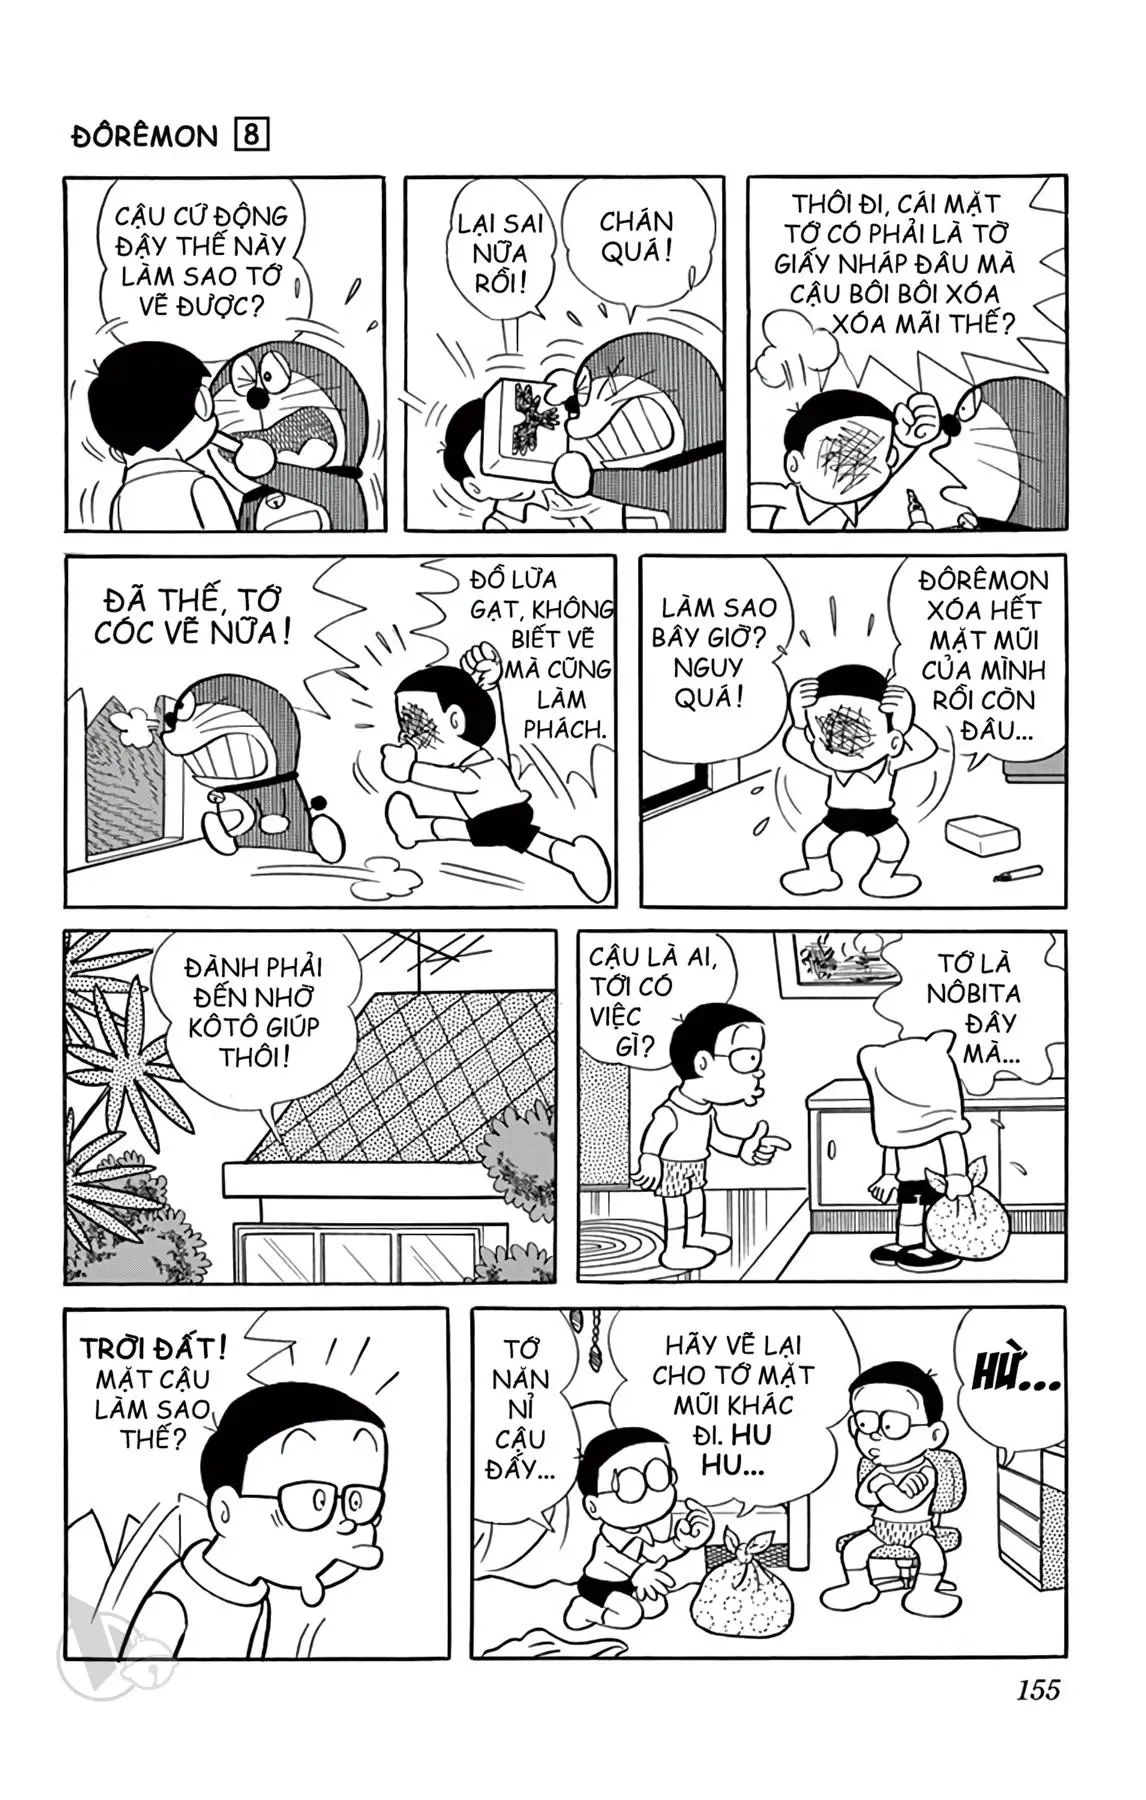 ĐÔRÊMON 8
CẬU CỨ ĐỘNG
ĐẬY THẾ NÀY
LÀM SAO TỚ
VẼ ĐƯỢC?
LẠI SAI
NỮA
RỒI!
CHÁN
QUÁ!
THÔI ĐI, CÁI MẶT
TỚ CÓ PHẢI LÀ TỜ
GIẤY NHÁP ĐÂU MÀ
CẬU BÔI BÔI XÓA
XÓA MÃI THẾ?
ĐÃ THẾ, TỚ
CÓC VẼ NỮA!
ĐỒ LỪA
GẠT, KHÔNG
BIẾT VẼ
MÀ CŨNG
LÀM
PHÁCH.
LÀM SAO
BÂY GIỜ?
NGUY
QUÁ!
ĐÔRÊMON
XÓA HẾT
MẶT MŨI
CỦA MÌNH
RỒI CÒN
ĐÂU...
ĐÀNH PHẢI
ĐẾN NHỜ
KÔTÔ GIÚP
THÔI!
CẬU LÀ AI,
TỚI CÓ
VIỆC
GÌ?
TỚ LÀ
NÔBITA
ĐÂY
MÀ...
TRỜI ĐẤT!
MẶT CẬU
LÀM SAO
THẾ?
TỚ
NĂN
NỈ
CẬU
ĐẤY...
HÃY VẼ LẠI
CHO TỚ MẶT
MŨI KHÁC
ĐI. HU
HU...
HỪ...
155